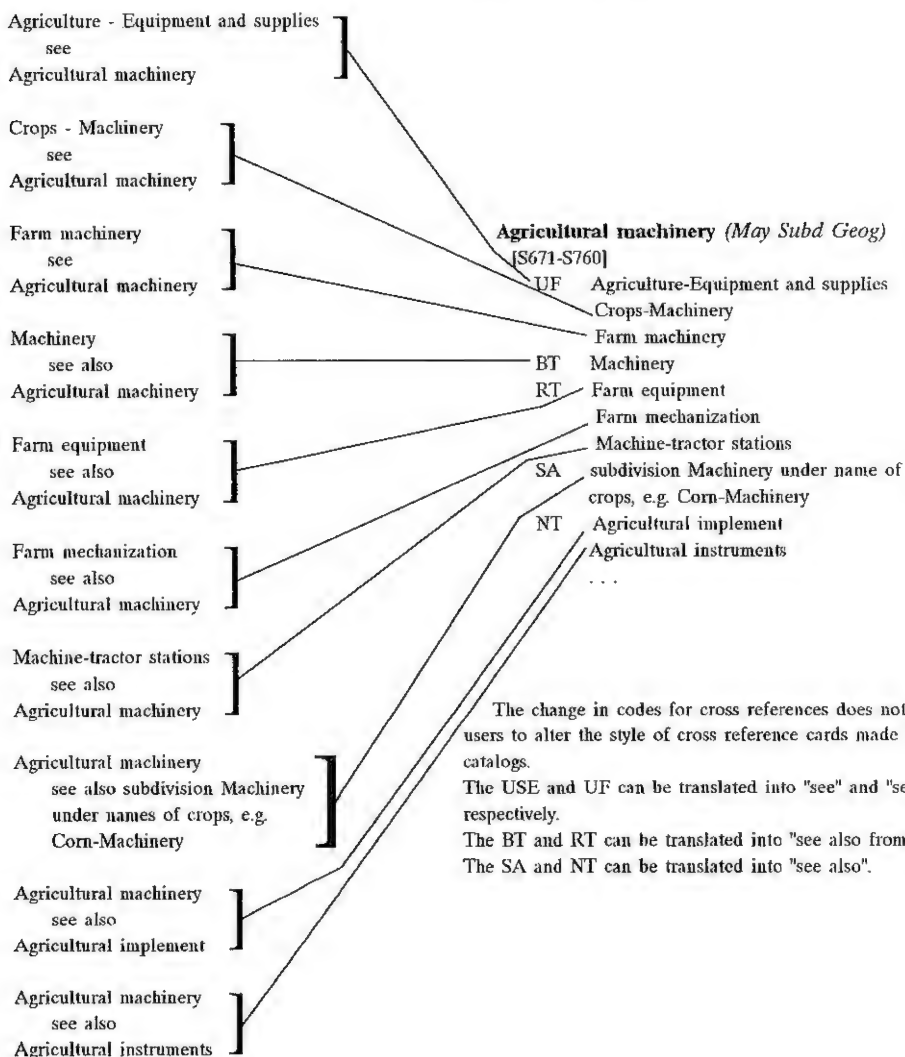 Agriculture - Equipment and supplies
see
Agricultural machinery
Crops - Machinery
see
Agricultural machinery
Farm machinery
see
Agricultural machinery
Machinery
see also
Agricultural machinery
Farm equipment
see also
Agricultural machinery
Farm mechanization
see also
Agricultural machinery
Machine-tractor stations
see also
Agricultural machinery
Agricultural machinery
see also subdivision Machinery
under names of crops, e.g.
Corn-Machinery
Agricultural machinery
see also
Agricultural implement
Agricultural machinery
see also
Agricultural instruments
Agricultural machinery (May Subd Geog)
[S671-S760]
UF Agriculture-Equipment and supplies
Crops-Machinery
Farm machinery
BT Machinery
RT Farm equipment
Farm mechanization
Machine-tractor stations
SA subdivision Machinery under name of
crops, e.g. Corn-Machinery
NT Agricultural implement
Agricultural instruments
. . .
The change in codes for cross references does not
users to alter the style of cross reference cards made
catalogs.
The USE and UF can be translated into "see" and
respectively.
The BT and RT can be translated into "see also from
The SA and NT can be translated into "see also".